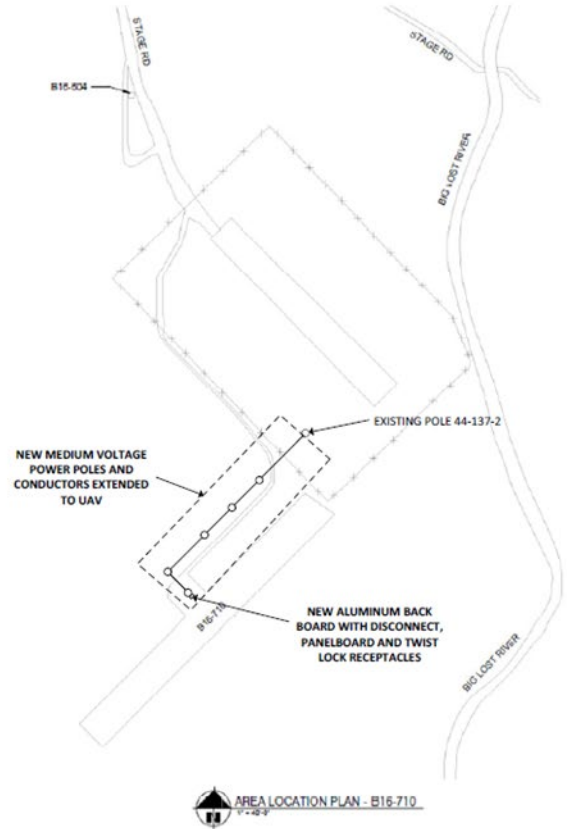 STAGE RD
STAGE RD
B16-604
BIG LOST RIVER
EXISTING POLE 44-137-2
NEW MEDIUM VOLTAGE
POWER POLES AND
CONDUCTORS EXTENDED
TO UAV
B16-710
NEW ALUMINUM BACK
BOARD WITH DISCONNECT,
PANELBOARD AND TWIST
LOCK RECEPTACLES
BIG LOST RIVER
N
AREA LOCATION PLAN - B16-710